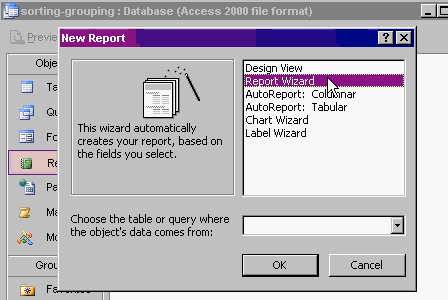 sorting-grouping : Database (Access 2000 file format)
Preview
New Report
Obje
Ta
Qu
Fo
Re
Pa
Ma
Mo
Grou
Favorites
This wizard automatically
creates your report, based on
the fields you select.
Design View
Report Wizard
AutoReport: Columnar
AutoReport: Tabular
Chart Wizard
Label Wizard
Choose the table or query where
the object's data comes from:
OK
Cancel